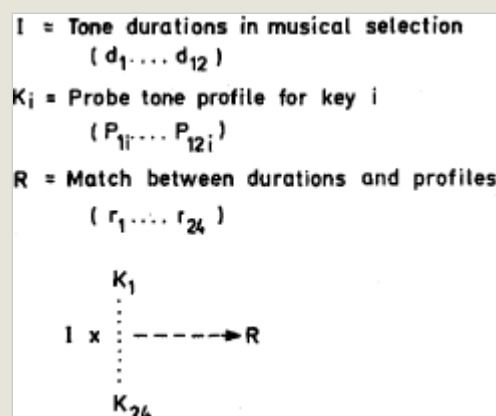 I = Tone durations in musical selection
(d₁.... d₁₂)
Kᵢ = Probe tone profile for key i
(P₁ᵢ.... P₁₂ᵢ)
R = Match between durations and profiles
(r₁.... r₂₄)
K₁
I x ------→ R
K₂₄